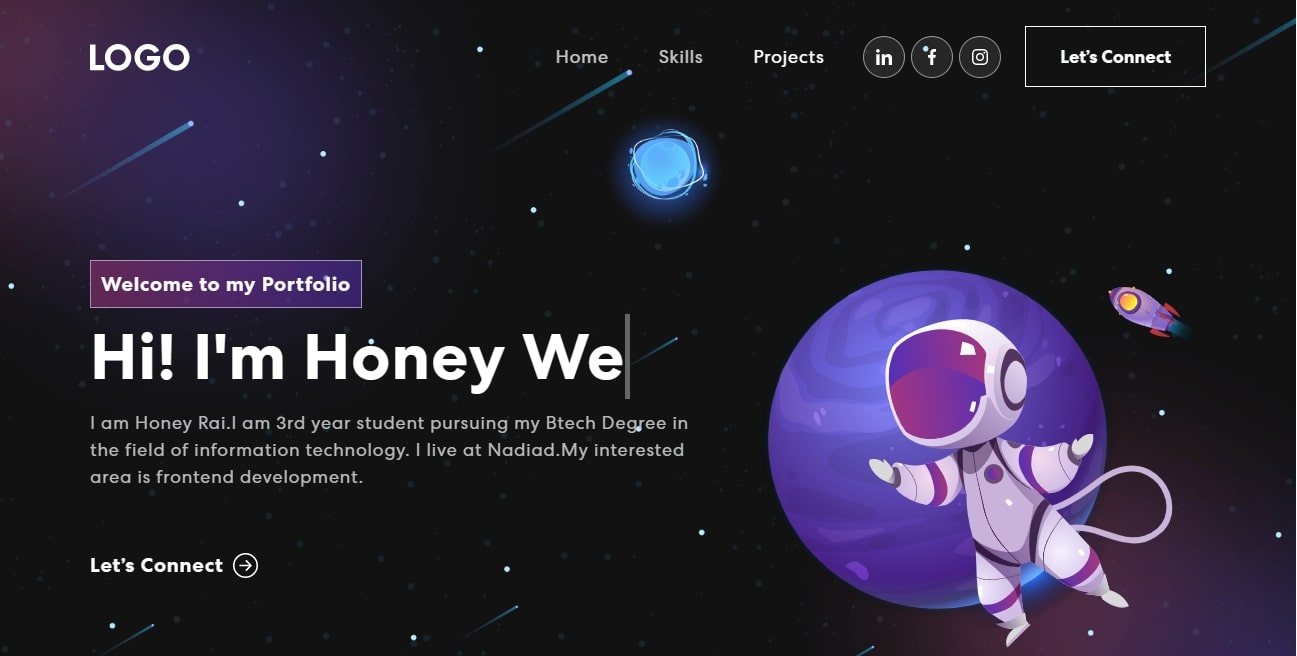 LOGO
Home Skills Projects in f Let's Connect
Welcome to my Portfolio
Hi! I'm Honey We
I am Honey Rai.I am 3rd year student pursuing my Btech Degree in
the field of information technology. I live at Nadiad.My interested
area is frontend development.
Let's Connect